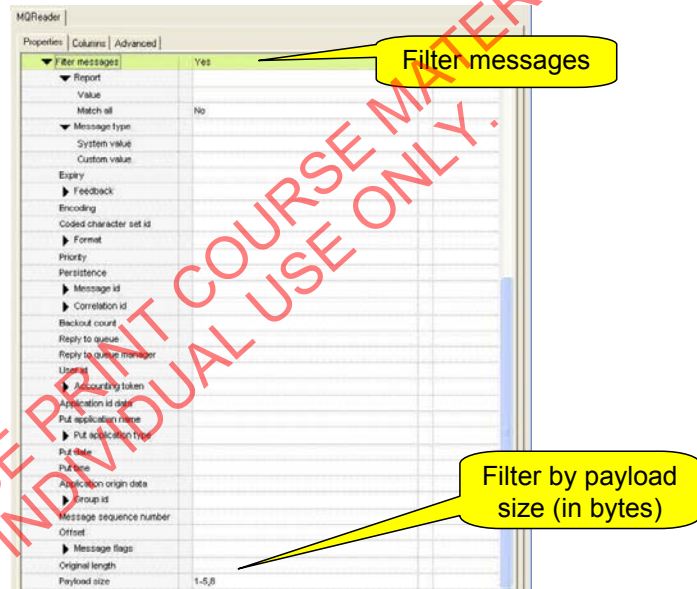 MQReader
Properties Columns Advanced
Filter messages Yes
Filter messages
Report
Value
Match all No
Message type
System value
Custom value
Expiry
Feedback
Encoding
Coded character set id
Format
Priority
Persistence
Message id
Correlation id
Backout count
Reply to queue
Reply to queue manager
User id
Accounting token
Application id data
Put application name
Put application type
Put date
Put time
Application origin data
Group id
Message sequence number
Offset
Message flags
Original length
Payload size 1-5,8
Filter by payload
size (in bytes)
PRINT COURSE MATER
INDIVIDUAL USE ONLY.